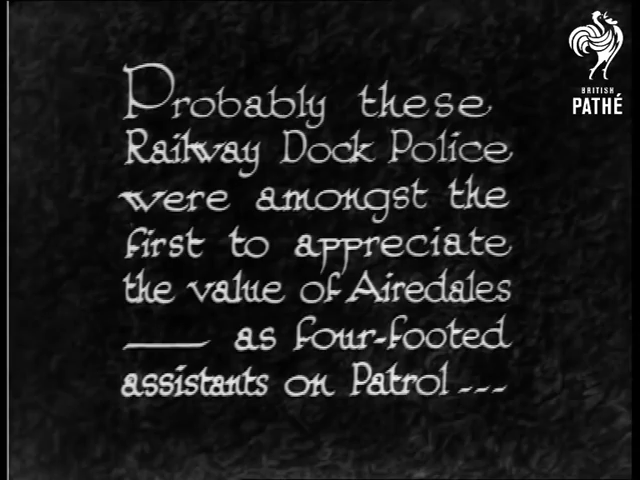 BRITISH
PATHÉ
Probably these
Railway Dock Police
were amongst the
first to appreciate
the value of Airedales
—— as four-footed
assistants on Patrol ---